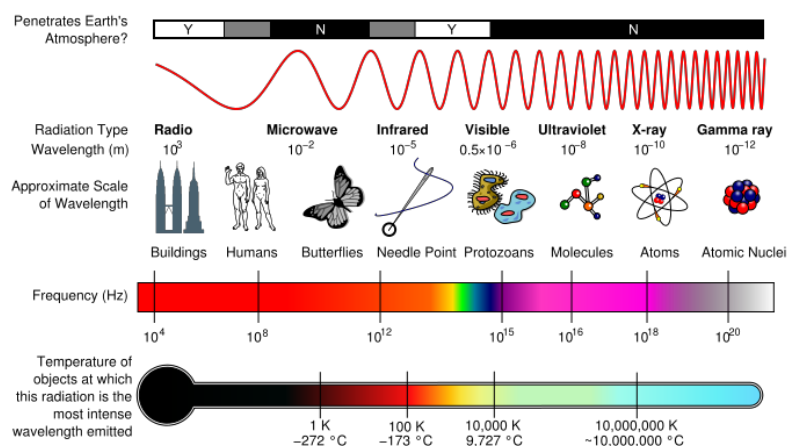 Penetrates Earth's
Atmosphere?
Y N Y N
Radiation Type
Radio Microwave Infrared Visible Ultraviolet X-ray Gamma ray
Wavelength (m)
10³ 10⁻² 10⁻⁵ 0.5×10⁻⁶ 10⁻⁸ 10⁻¹⁰ 10⁻¹²
Approximate Scale
of Wavelength
Buildings Humans Butterflies Needle Point Protozoans Molecules Atoms Atomic Nuclei
Frequency (Hz)
10⁴ 10⁸ 10¹² 10¹⁵ 10¹⁶ 10¹⁸ 10²⁰
Temperature of
objects at which
this radiation is the
most intense
wavelength emitted
1 K 100 K 10,000 K 10,000,000 K
−272 °C −173 °C 9,727 °C ~10,000,000 °C